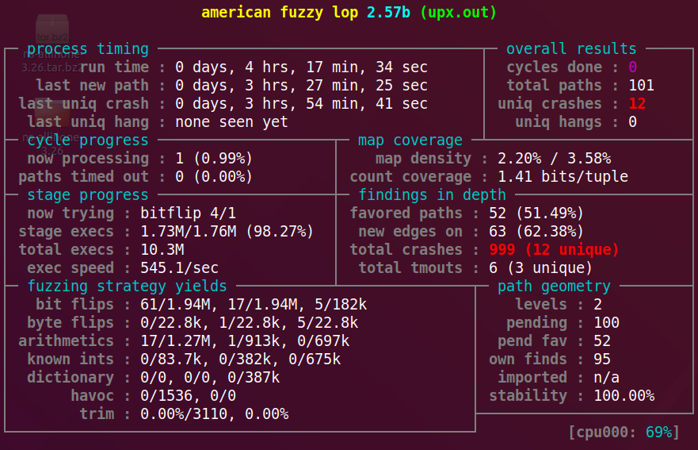 american fuzzy lop 2.57b (upx.out)
process timing
run time : 0 days, 4 hrs, 17 min, 34 sec
last new path : 0 days, 3 hrs, 27 min, 25 sec
last uniq crash : 0 days, 3 hrs, 54 min, 41 sec
last uniq hang : none seen yet
overall results
cycles done : 0
total paths : 101
uniq crashes : 12
uniq hangs : 0
cycle progress
now processing : 1 (0.99%)
paths timed out : 0 (0.00%)
map coverage
map density : 2.20% / 3.58%
count coverage : 1.41 bits/tuple
stage progress
now trying : bitflip 4/1
stage execs : 1.73M/1.76M (98.27%)
total execs : 10.3M
exec speed : 545.1/sec
findings in depth
favored paths : 52 (51.49%)
new edges on : 63 (62.38%)
total crashes : 999 (12 unique)
total tmouts : 6 (3 unique)
fuzzing strategy yields
bit flips : 61/1.94M, 17/1.94M, 5/182k
byte flips : 0/22.8k, 1/22.8k, 5/22.8k
arithmetics : 17/1.27M, 1/913k, 0/697k
known ints : 0/83.7k, 0/382k, 0/675k
dictionary : 0/0, 0/0, 0/387k
havoc : 0/1536, 0/0
trim : 0.00%/3110, 0.00%
path geometry
levels : 2
pending : 100
pend fav : 52
own finds : 95
imported : n/a
stability : 100.00%
[cpu000: 69%]